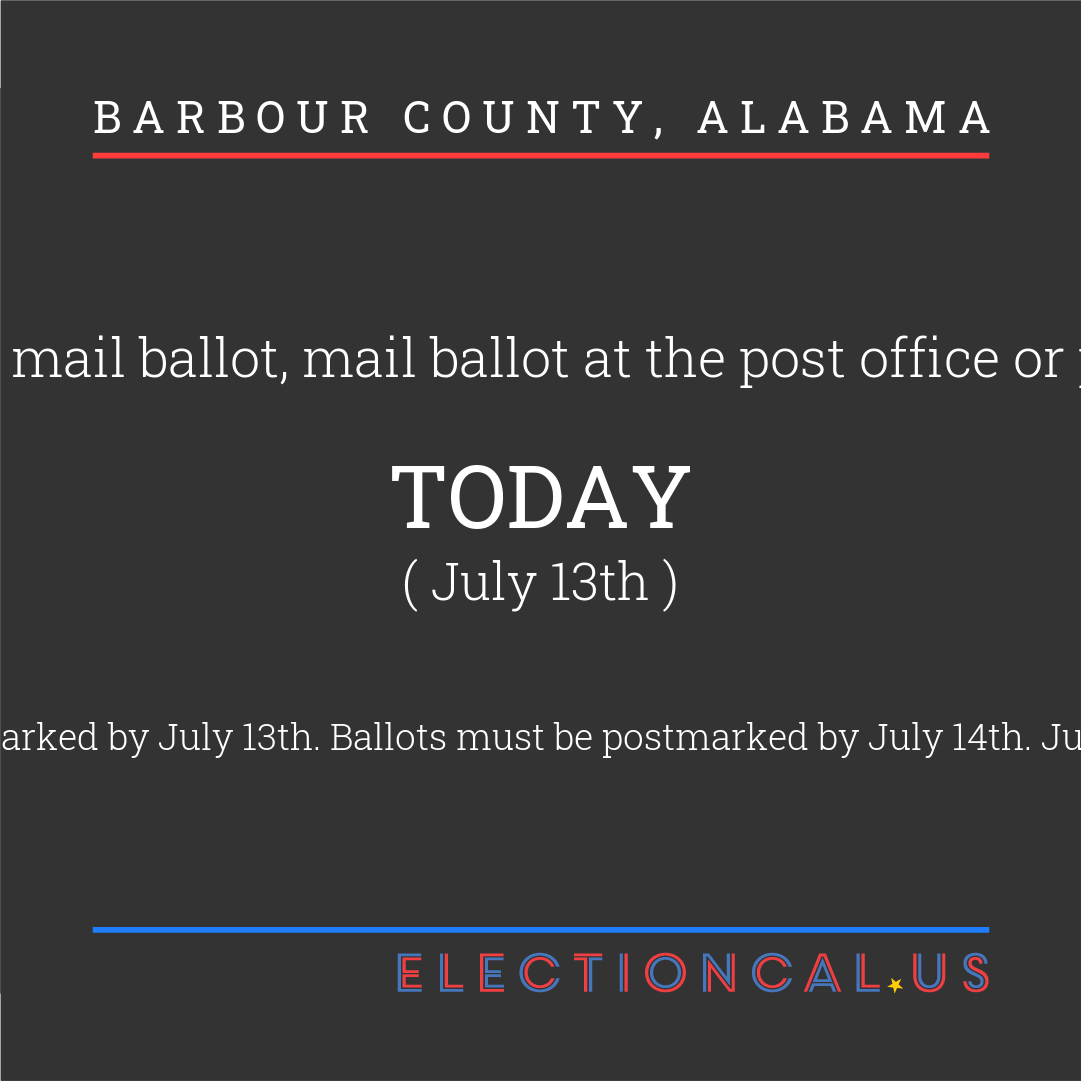 BARBOUR COUNTY, ALABAMA
mail ballot, mail ballot at the post office or
TODAY
( July 13th )
arked by July 13th. Ballots must be postmarked by July 14th. Ju
ELECTIONCAL.US